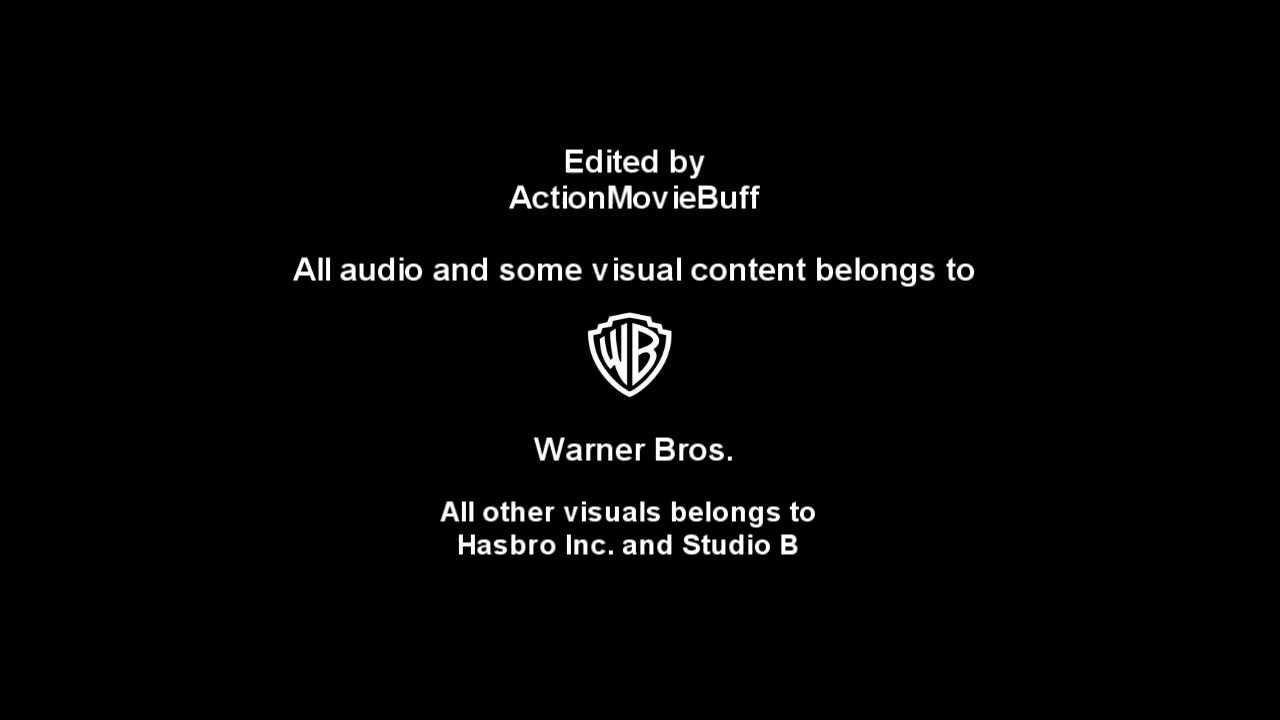 Edited by
ActionMovieBuff
All audio and some visual content belongs to
WB
Warner Bros.
All other visuals belongs to
Hasbro Inc. and Studio B